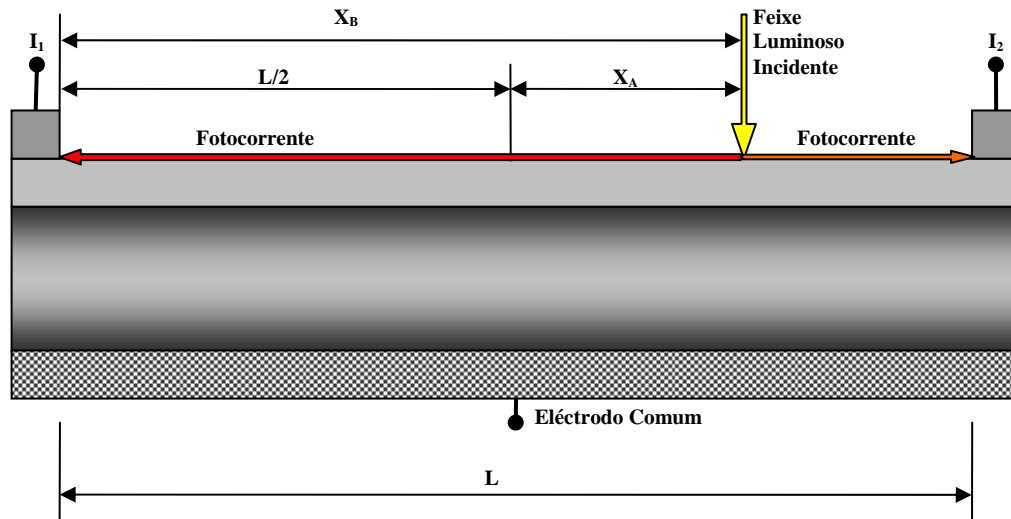 X_B
Feixe
Luminoso
Incidente
I_1
I_2
L/2
X_A
Fotocorrente
Fotocorrente
Eléctrodo Comum
L